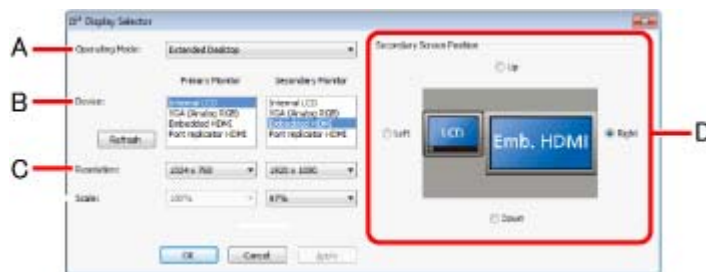 Display Selector
A
Operating Mode:
Extended Desktop
Primary Monitor
Secondary Monitor
B
Device:
Internal LCD
VGA (Analog RGB)
Embedded HDMI
Port replicator HDMI
Internal LCD
VGA (Analog RGB)
Embedded HDMI
Port replicator HDMI
Refresh
C
Resolution:
1024 x 768
1920 x 1080
Scale:
100%
97%
OK
Cancel
Apply
Secondary Screen Position
Up
Left
LCD
Emb. HDMI
Right
D
Down